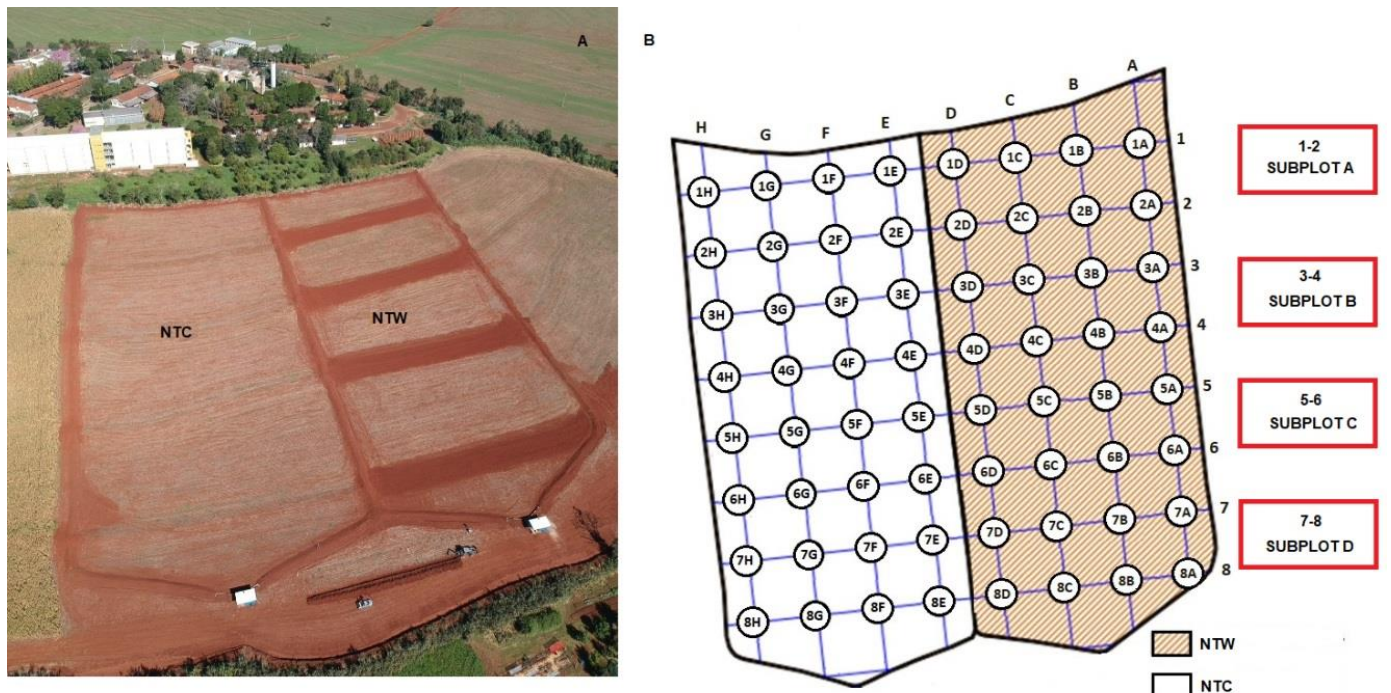 A
NTC
NTW
B
A
B
C
D
E
F
G
H
1A
1B
1C
1D
1E
1F
1G
1H
1
2A
2B
2C
2D
2E
2F
2G
2H
2
3A
3B
3C
3D
3E
3F
3G
3H
3
4A
4B
4C
4D
4E
4F
4G
4H
4
5A
5B
5C
5D
5E
5F
5G
5H
5
6A
6B
6C
6D
6E
6F
6G
6H
6
7A
7B
7C
7D
7E
7F
7G
7H
7
8A
8B
8C
8D
8E
8F
8G
8H
8
1-2
SUBPLOT A
3-4
SUBPLOT B
5-6
SUBPLOT C
7-8
SUBPLOT D
NTW
NTC